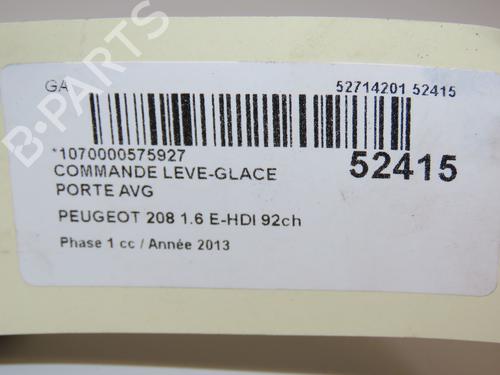 GA
52714201 52415
*1070000575927
52415
COMMANDE LEVE-GLACE
PORTE AVG
PEUGEOT 208 1.6 E-HDI 92ch
Phase 1 cc / Année 2013
B-PARTS